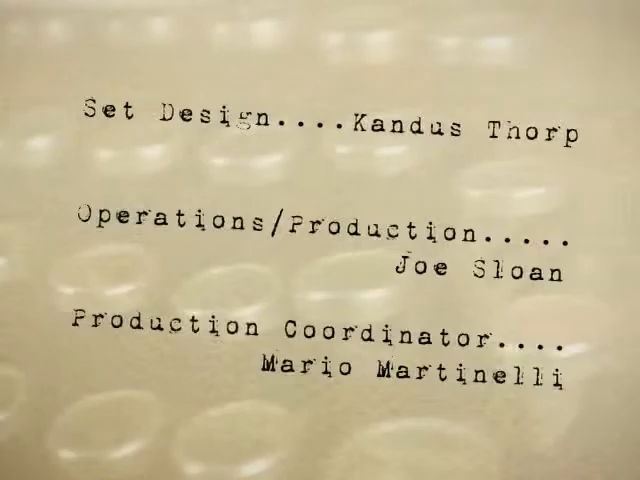 Set Design....Kandus Thorp
Operations/Production.....
Joe Sloan
Production Coordinator....
Mario Martinelli